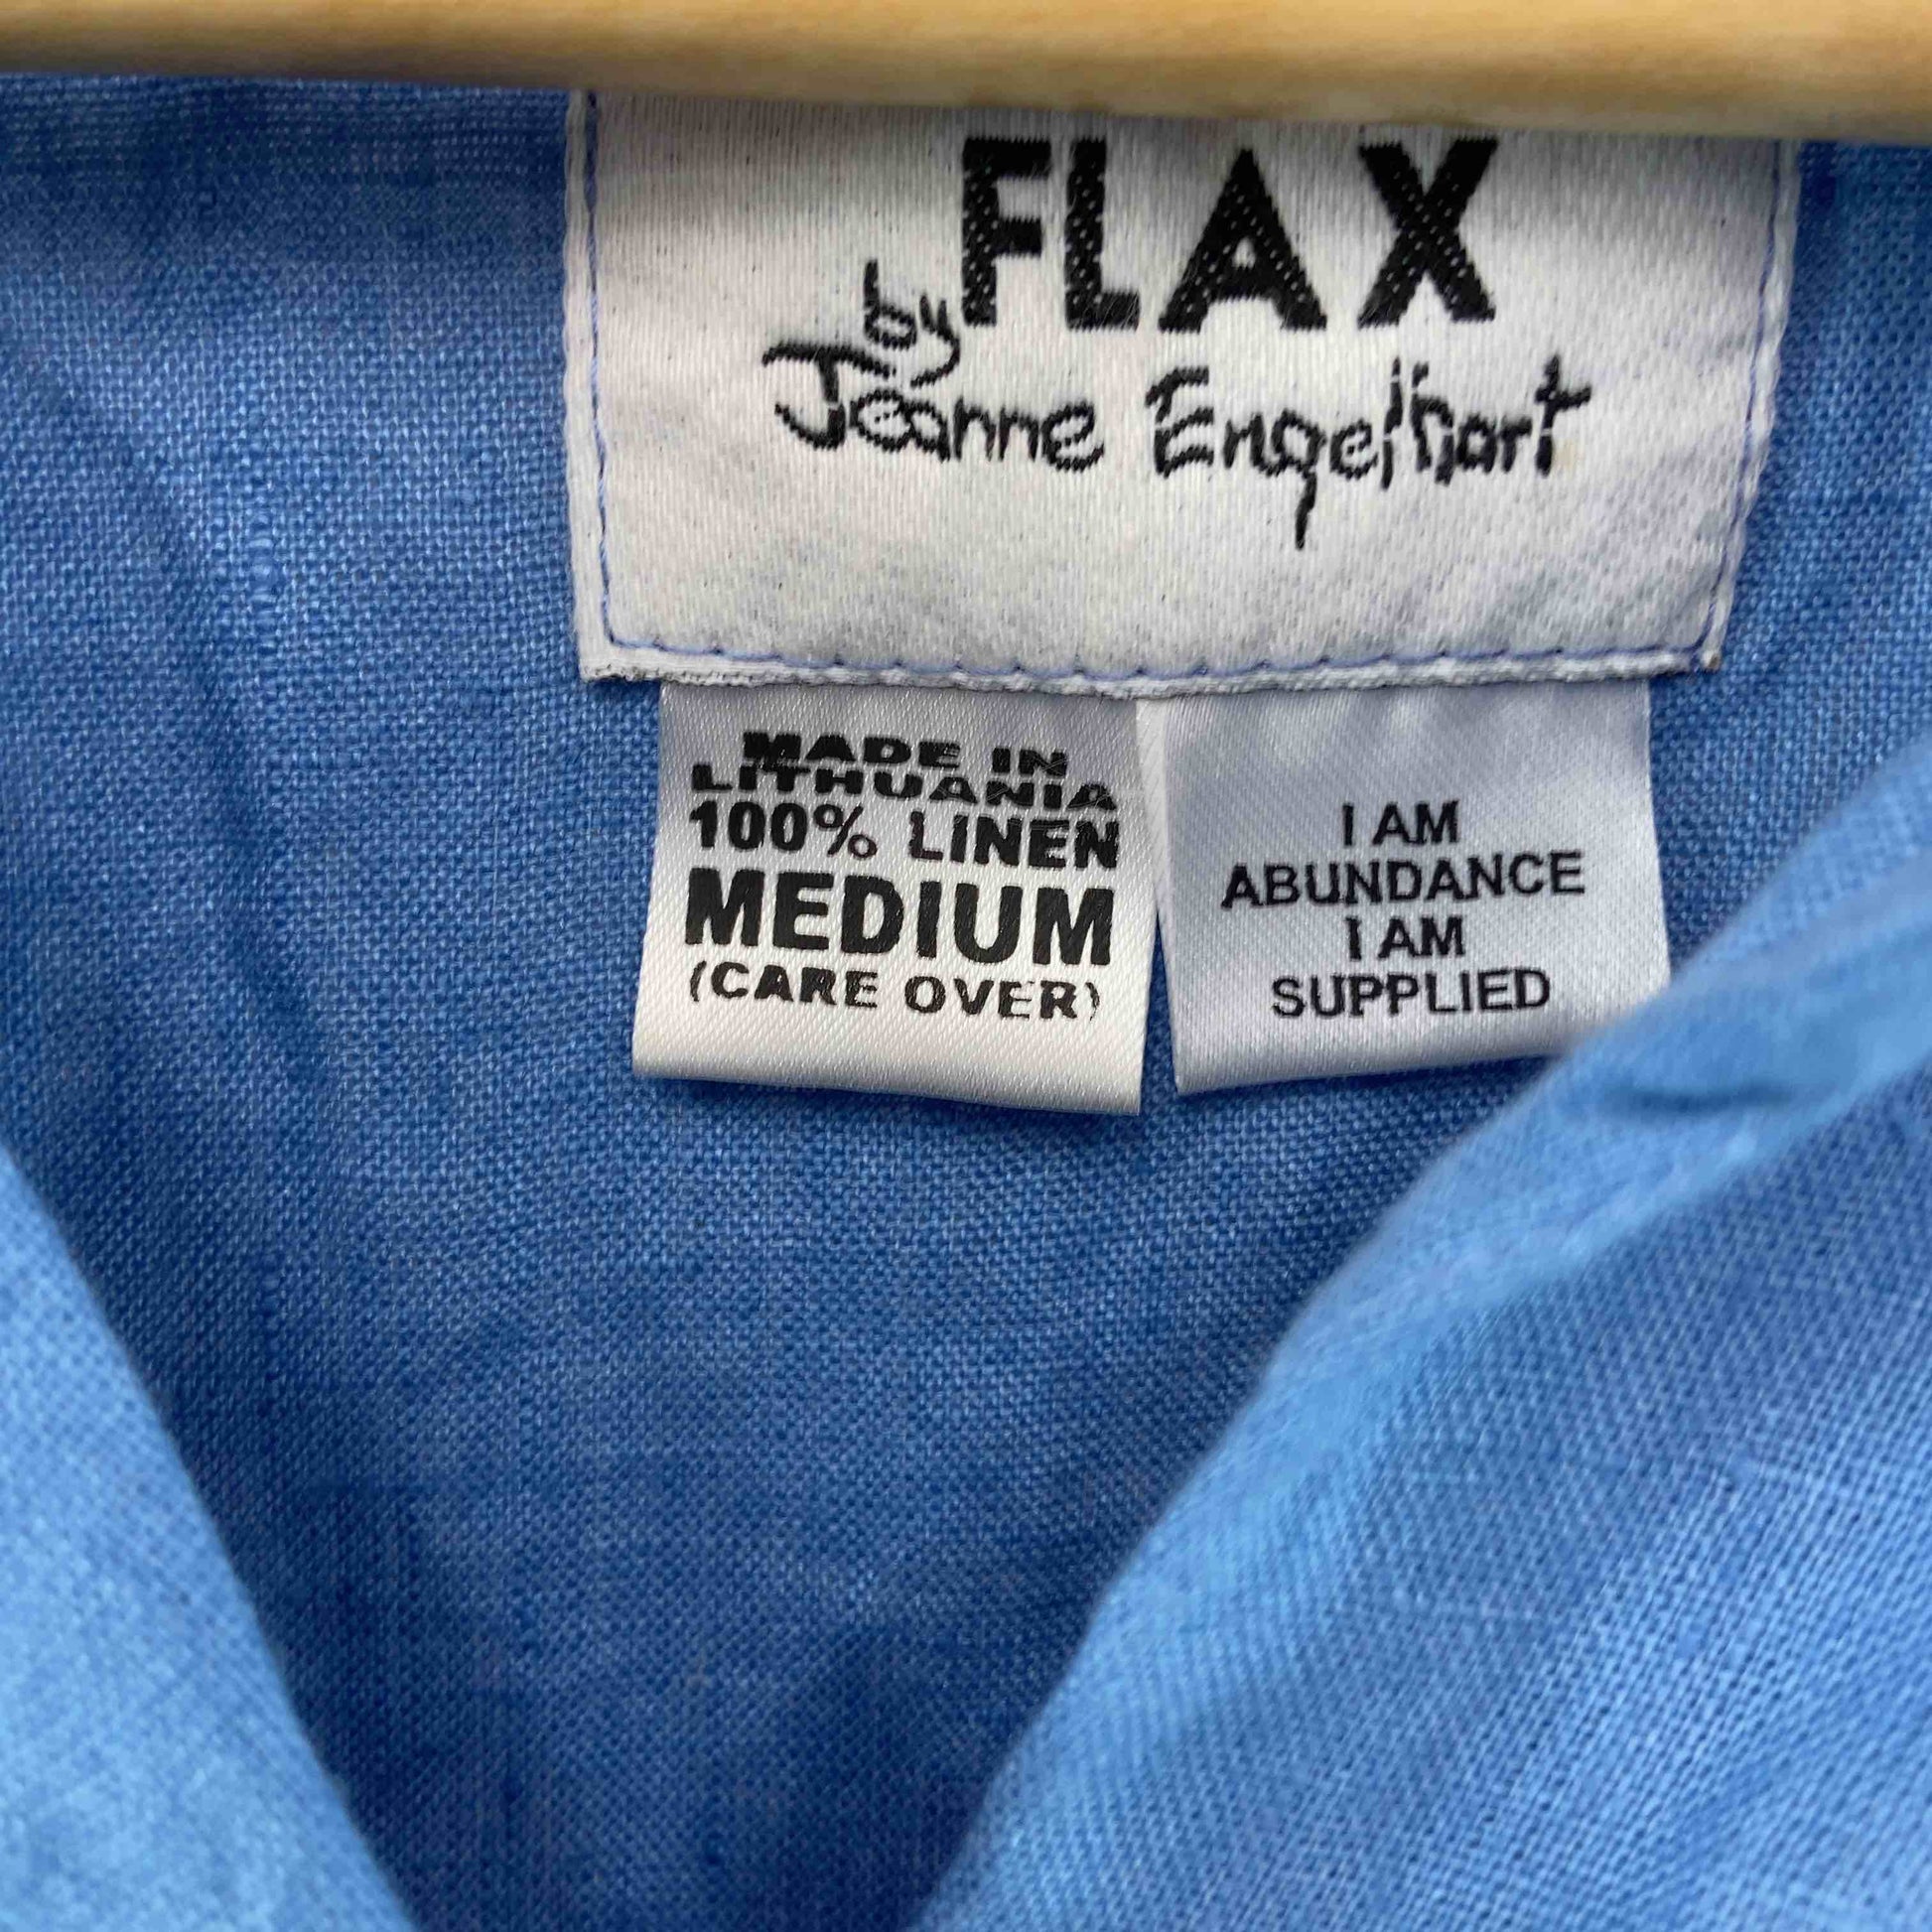 FLAX
by
Jeanne Engelhart
MADE IN
LITHUANIA
100% LINEN
MEDIUM
(CARE OVER)
I AM
ABUNDANCE
I AM
SUPPLIED